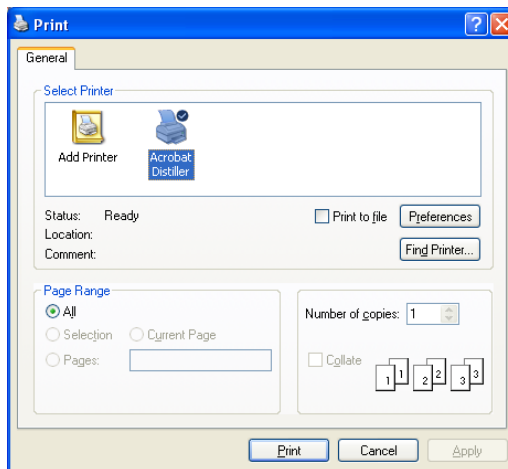 Print
General
Select Printer
Add Printer
Acrobat
Distiller
Status: Ready
Location:
Comment:
Print to file
Preferences
Find Printer...
Page Range
All
Selection
Current Page
Pages:
Number of copies: 1
Collate
1 1 2 2 3 3
Print
Cancel
Apply